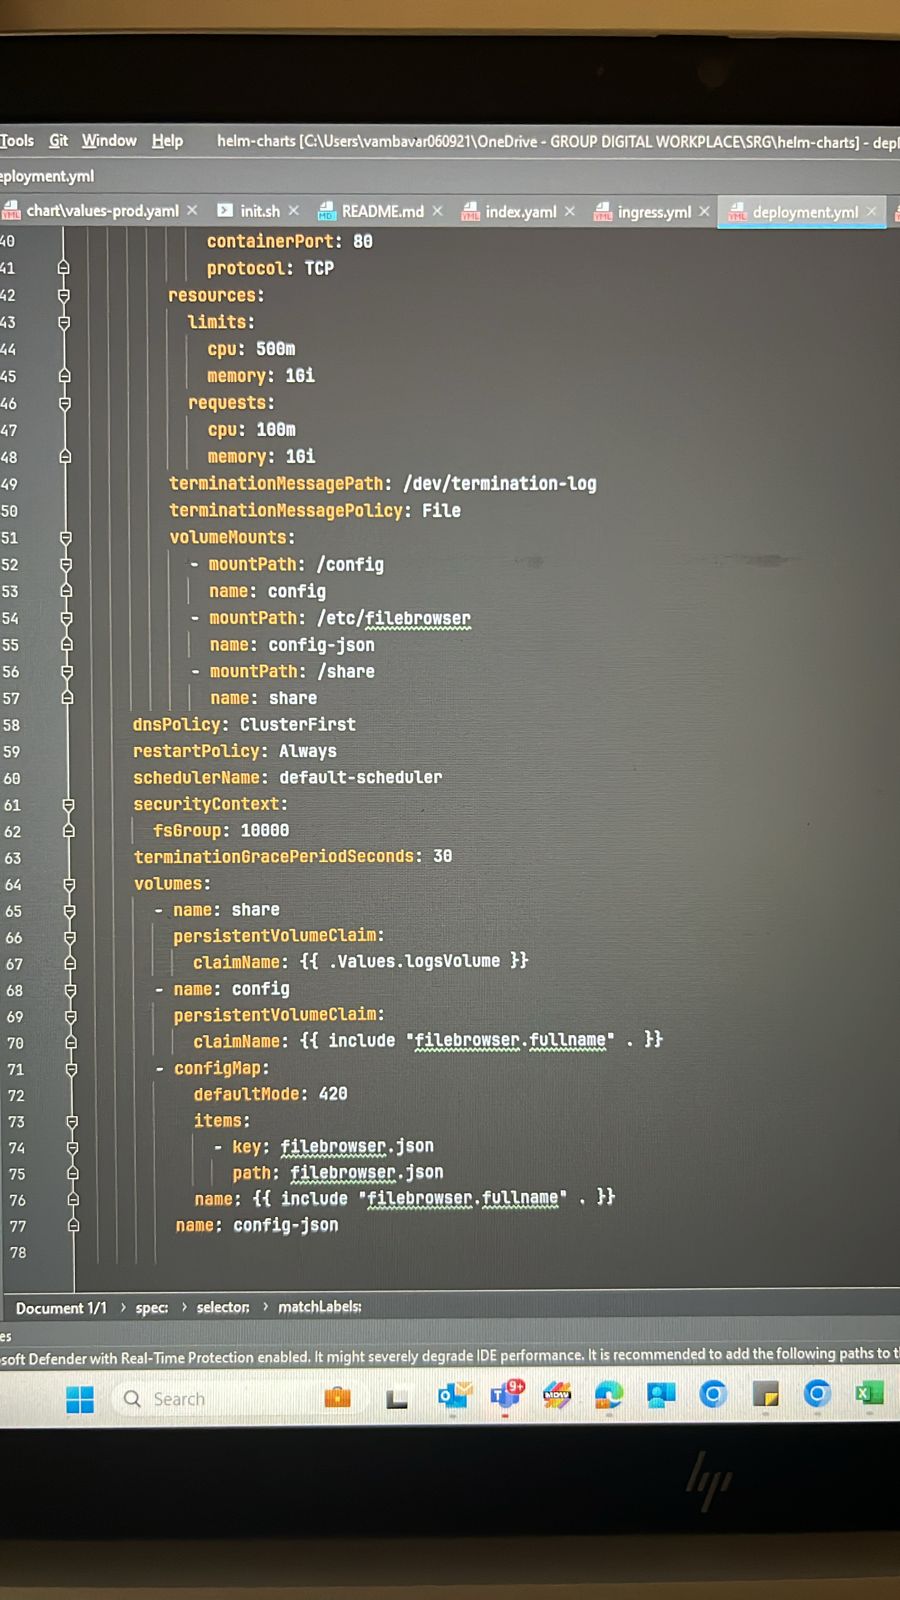 Tools Git Window Help helm-charts [C:\Users\vambavar060921\OneDrive - GROUP DIGITAL WORKPLACE\SRG\helm-charts] - depl
eployment.yml
chart\values-prod.yaml init.sh README.md index.yaml ingress.yml deployment.yml
40 containerPort: 80
41 protocol: TCP
42 resources:
43 limits:
44 cpu: 500m
45 memory: 1Gi
46 requests:
47 cpu: 100m
48 memory: 1Gi
49 terminationMessagePath: /dev/termination-log
50 terminationMessagePolicy: File
51 volumeMounts:
52 - mountPath: /config
53 name: config
54 - mountPath: /etc/filebrowser
55 name: config-json
56 - mountPath: /share
57 name: share
58 dnsPolicy: ClusterFirst
59 restartPolicy: Always
60 schedulerName: default-scheduler
61 securityContext:
62 fsGroup: 10000
63 terminationGracePeriodSeconds: 30
64 volumes:
65 - name: share
66 persistentVolumeClaim:
67 claimName: {{ .Values.logsVolume }}
68 - name: config
69 persistentVolumeClaim:
70 claimName: {{ include "filebrowser.fullname" . }}
71 - configMap:
72 defaultMode: 420
73 items:
74 - key: filebrowser.json
75 path: filebrowser.json
76 name: {{ include "filebrowser.fullname" . }}
77 name: config-json
78
Document 1/1 > spec: > selector: > matchLabels:
es
soft Defender with Real-Time Protection enabled. It might severely degrade IDE performance. It is recommended to add the following paths to t
Search 9+
hp